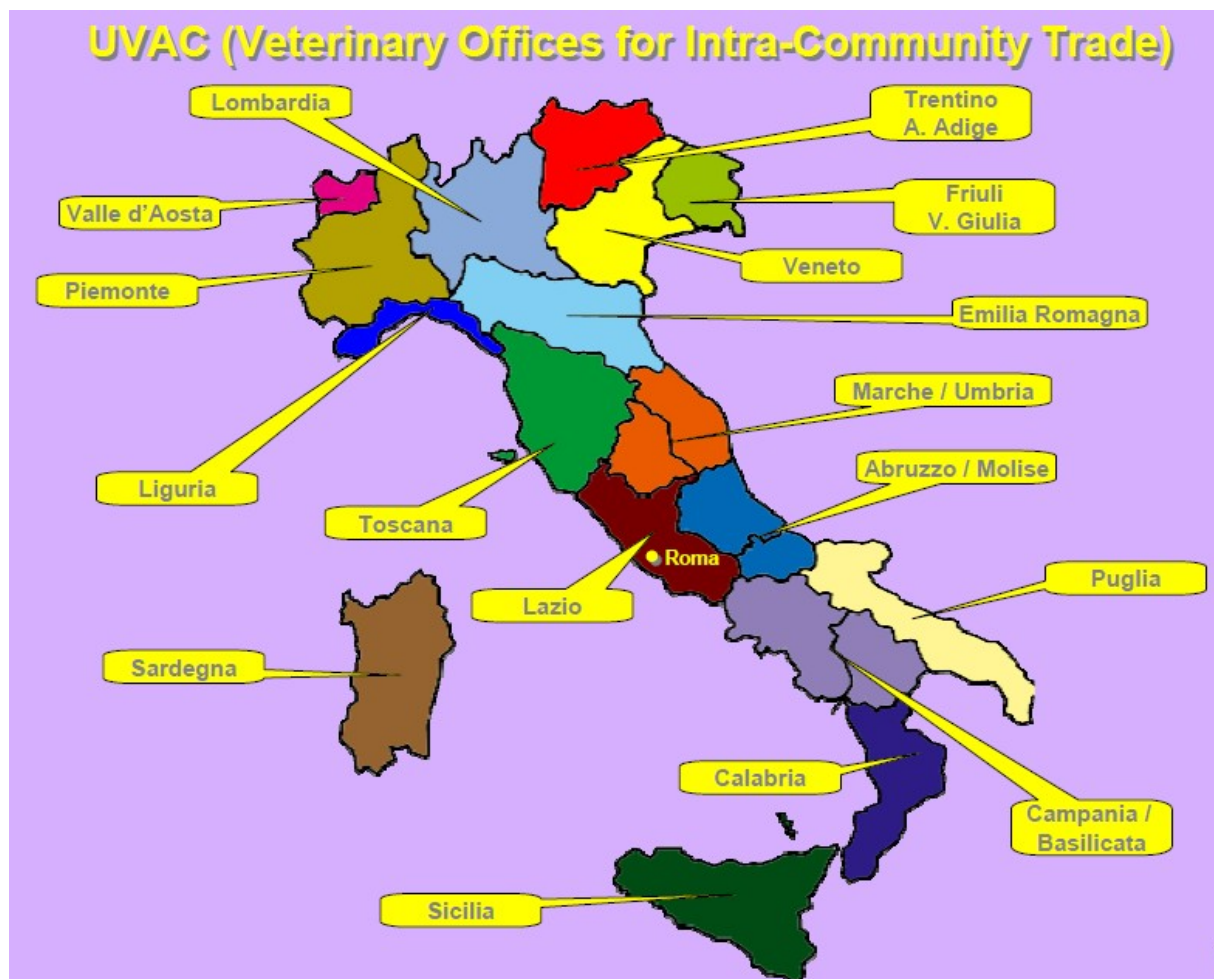 UVAC (Veterinary Offices for Intra-Community Trade)
Lombardia
Trentino
A. Adige
Valle d'Aosta
Friuli
V. Giulia
Veneto
Piemonte
Emilia Romagna
Marche / Umbria
Abruzzo / Molise
Liguria
Toscana
Roma
Puglia
Lazio
Sardegna
Calabria
Campania /
Basilicata
Sicilia